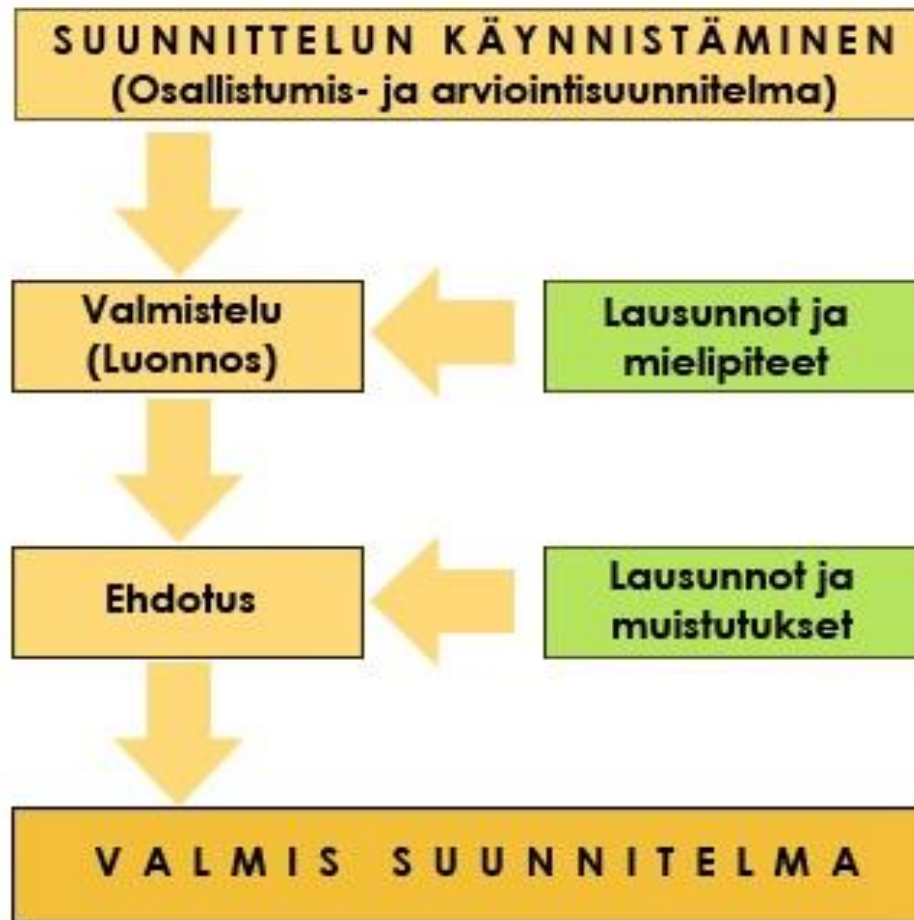 SUUNNITTELUN KÄYNNISTÄMINEN
(Osallistumis- ja arviointisuunnitelma)
Valmistelu
(Luonnos)
Lausunnot ja
mielipiteet
Ehdotus
Lausunnot ja
muistutukset
VALMIS SUUNNITELMA